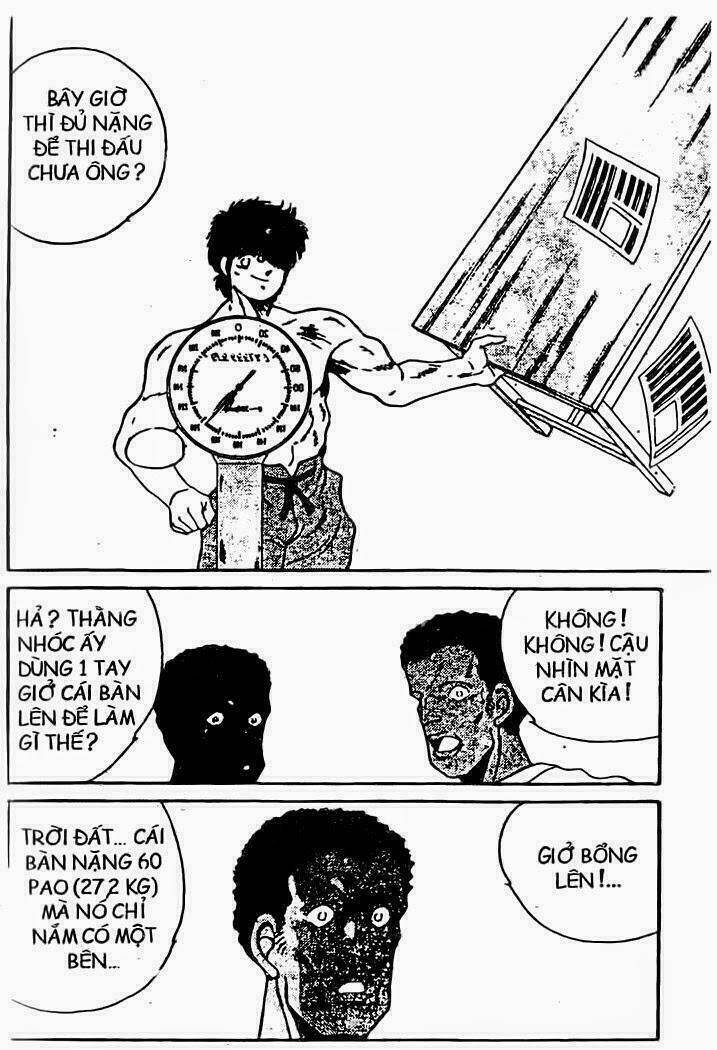 BÂY GIỜ
THÌ ĐỦ NẶNG
ĐỂ THI ĐẤU
CHƯA ÔNG?
HẢ? THẰNG
NHÓC ẤY
DÙNG 1 TAY
GIỞ CÁI BÀN
LÊN ĐỂ LÀM
GÌ THẾ?
KHÔNG!
KHÔNG! CẬU
NHÌN MẶT
CÂN KÌA!
TRỜI ĐẤT... CÁI
BÀN NẶNG 60
PAO (27,2 KG)
MÀ NÓ CHỈ
NẮM CÓ MỘT
BÊN...
GIỞ BỔNG
LÊN!...